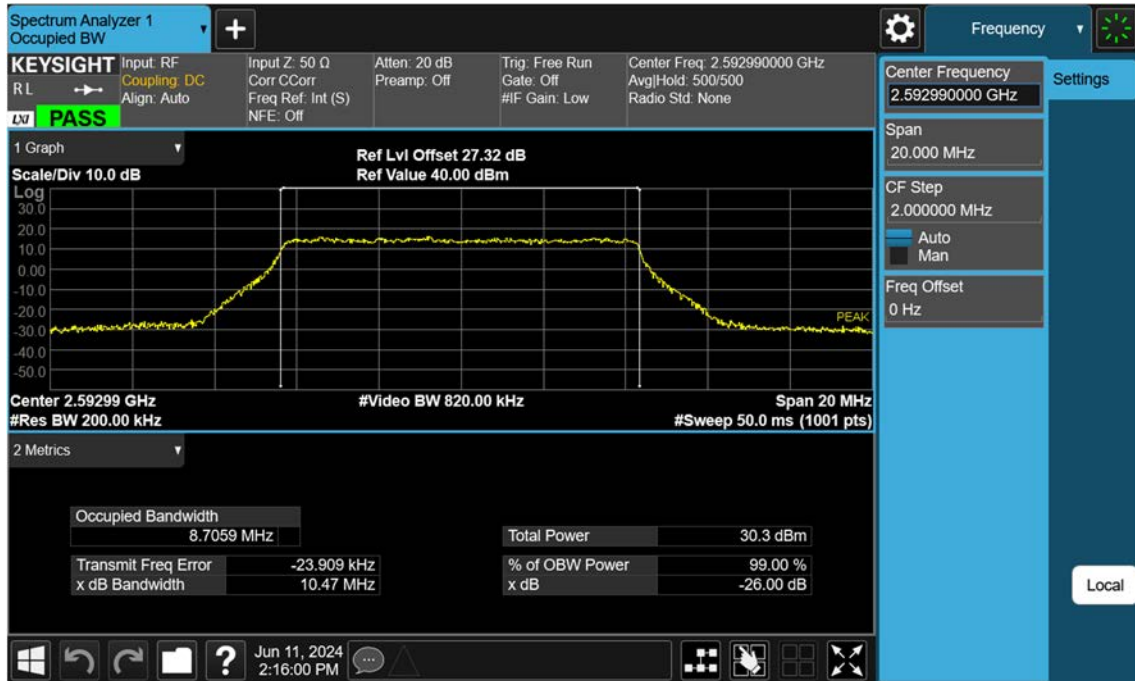 Spectrum Analyzer 1
Occupied BW
+
Frequency
KEYSIGHT
R L
LXI
PASS
Input: RF
Coupling: DC
Align: Auto
Input Z: 50 Ω
Corr CCorr
Freq Ref: Int (S)
NFE: Off
Atten: 20 dB
Preamp: Off
Trig: Free Run
Gate: Off
#IF Gain: Low
Center Freq: 2.592990000 GHz
Avg|Hold: 500/500
Radio Std: None
1 Graph
Scale/Div 10.0 dB
Ref Lvl Offset 27.32 dB
Ref Value 40.00 dBm
Log
30.0
20.0
10.0
0.00
-10.0
-20.0
-30.0
-40.0
-50.0
PEAK
Center 2.59299 GHz
#Video BW 820.00 kHz
Span 20 MHz
#Res BW 200.00 kHz
#Sweep 50.0 ms (1001 pts)
2 Metrics
Occupied Bandwidth
8.7059 MHz
Total Power 30.3 dBm
Transmit Freq Error -23.909 kHz
% of OBW Power 99.00 %
x dB Bandwidth 10.47 MHz
x dB -26.00 dB
Center Frequency
2.592990000 GHz
Settings
Span
20.000 MHz
CF Step
2.000000 MHz
Auto
Man
Freq Offset
0 Hz
Local
?
Jun 11, 2024
2:16:00 PM